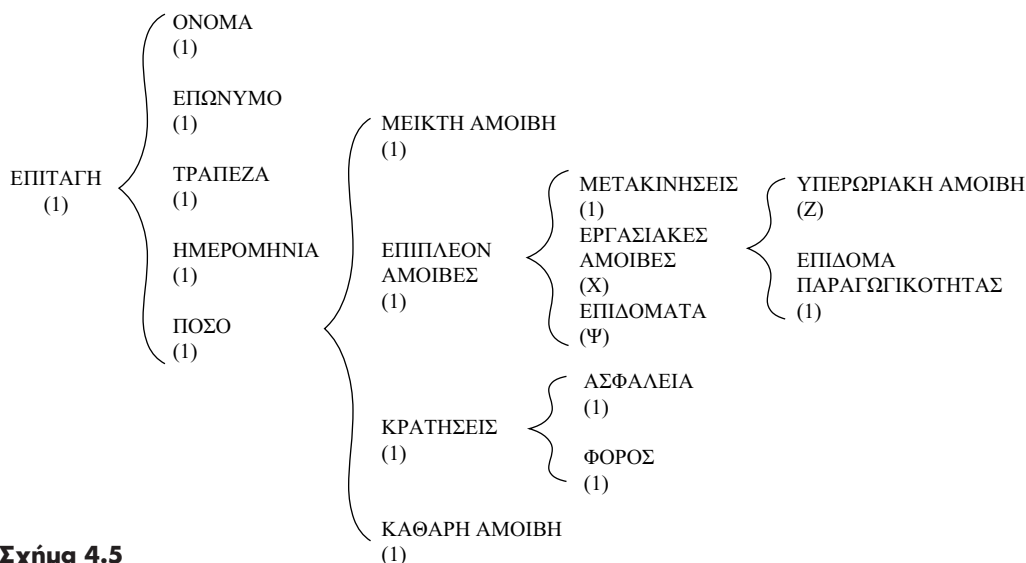 ΕΠΙΤΑΓΗ
(1)
ΟΝΟΜΑ
(1)
ΕΠΩΝΥΜΟ
(1)
ΤΡΑΠΕΖΑ
(1)
ΗΜΕΡΟΜΗΝΙΑ
(1)
ΠΟΣΟ
(1)
ΜΕΙΚΤΗ ΑΜΟΙΒΗ
(1)
ΕΠΙΠΛΕΟΝ
ΑΜΟΙΒΕΣ
(1)
ΚΡΑΤΗΣΕΙΣ
(1)
ΚΑΘΑΡΗ ΑΜΟΙΒΗ
(1)
ΜΕΤΑΚΙΝΗΣΕΙΣ
(1)
ΕΡΓΑΣΙΑΚΕΣ
ΑΜΟΙΒΕΣ
(Χ)
ΕΠΙΔΟΜΑΤΑ
(Ψ)
ΑΣΦΑΛΕΙΑ
(1)
ΦΟΡΟΣ
(1)
ΥΠΕΡΩΡΙΑΚΗ ΑΜΟΙΒΗ
(Ζ)
ΕΠΙΔΟΜΑ
ΠΑΡΑΓΩΓΙΚΟΤΗΤΑΣ
(1)
Σχήμα 4.5